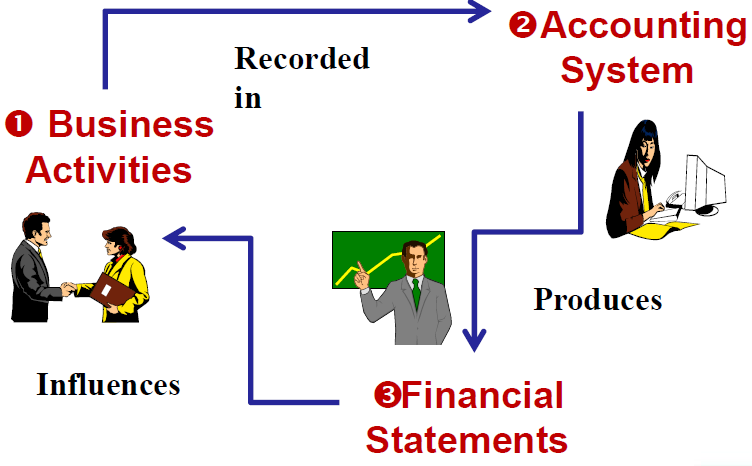 ❶ Business
Activities
Recorded
in
❷Accounting
System
Produces
❸Financial
Statements
Influences